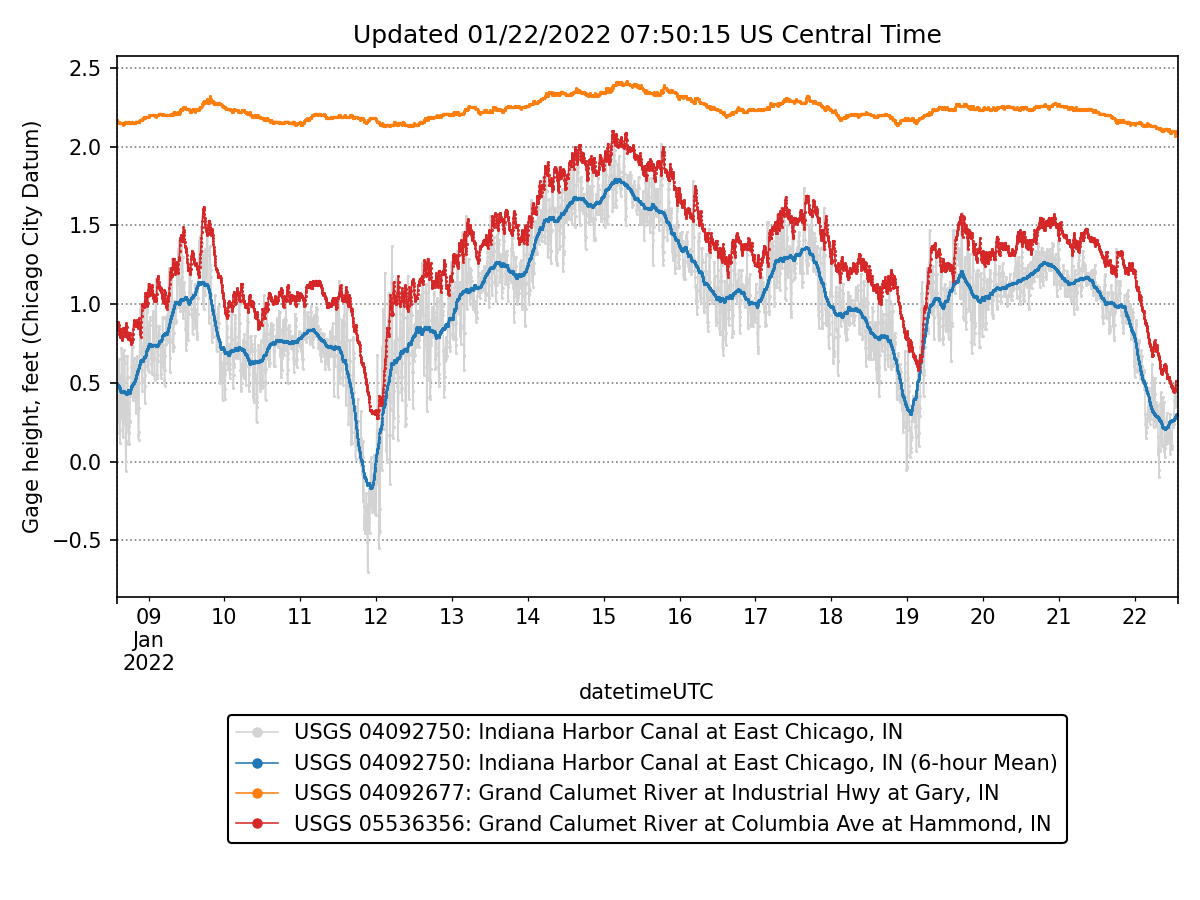 Updated 01/22/2022 07:50:15 US Central Time
Gage height, feet (Chicago City Datum)
2.5
2.0
1.5
1.0
0.5
0.0
−0.5
09 10 11 12 13 14 15 16 17 18 19 20 21 22
Jan
2022
datetimeUTC
USGS 04092750: Indiana Harbor Canal at East Chicago, IN
USGS 04092750: Indiana Harbor Canal at East Chicago, IN (6-hour Mean)
USGS 04092677: Grand Calumet River at Industrial Hwy at Gary, IN
USGS 05536356: Grand Calumet River at Columbia Ave at Hammond, IN